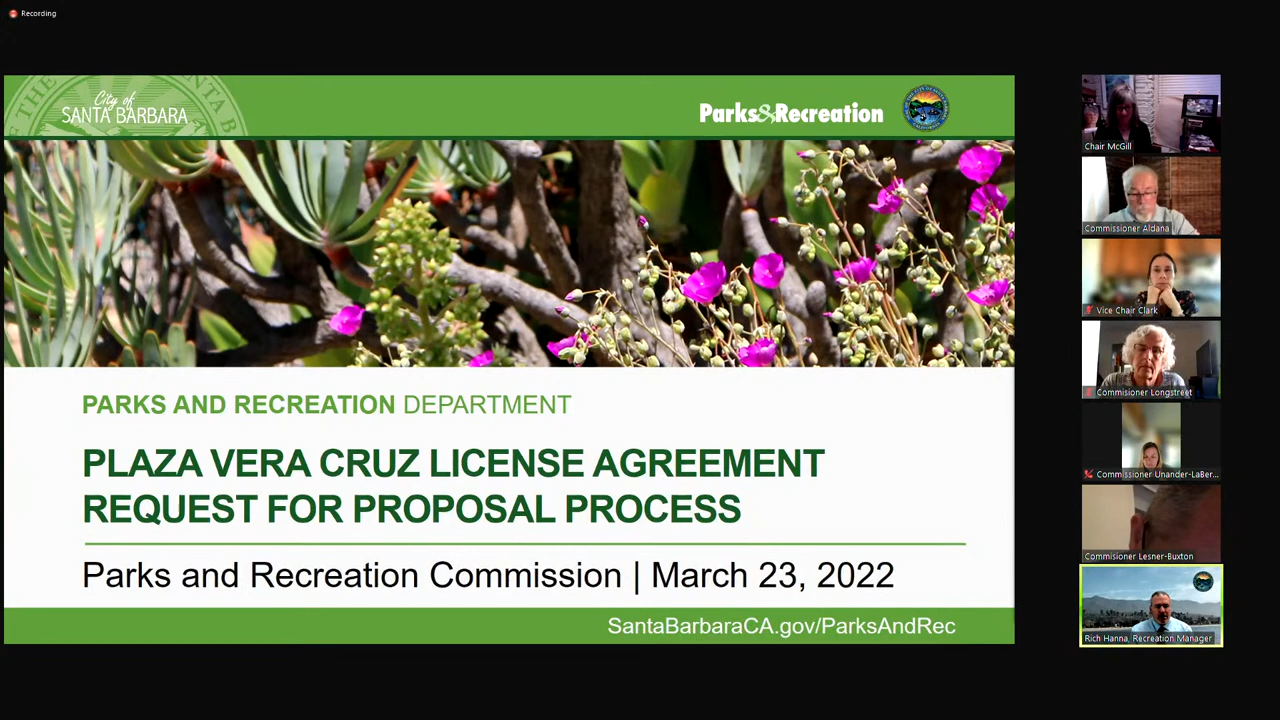 Recording
City of
SANTA BARBARA
Parks&Recreation
PARKS AND RECREATION DEPARTMENT
PLAZA VERA CRUZ LICENSE AGREEMENT
REQUEST FOR PROPOSAL PROCESS
Parks and Recreation Commission | March 23, 2022
SantaBarbaraCA.gov/ParksAndRec
Chair McGill
Commissioner Aldana
Vice Chair Clark
Commisioner Longstreet
Commissioner Unander-LaBer...
Commisioner Lesner-Buxton
Rich Hanna, Recreation Manager